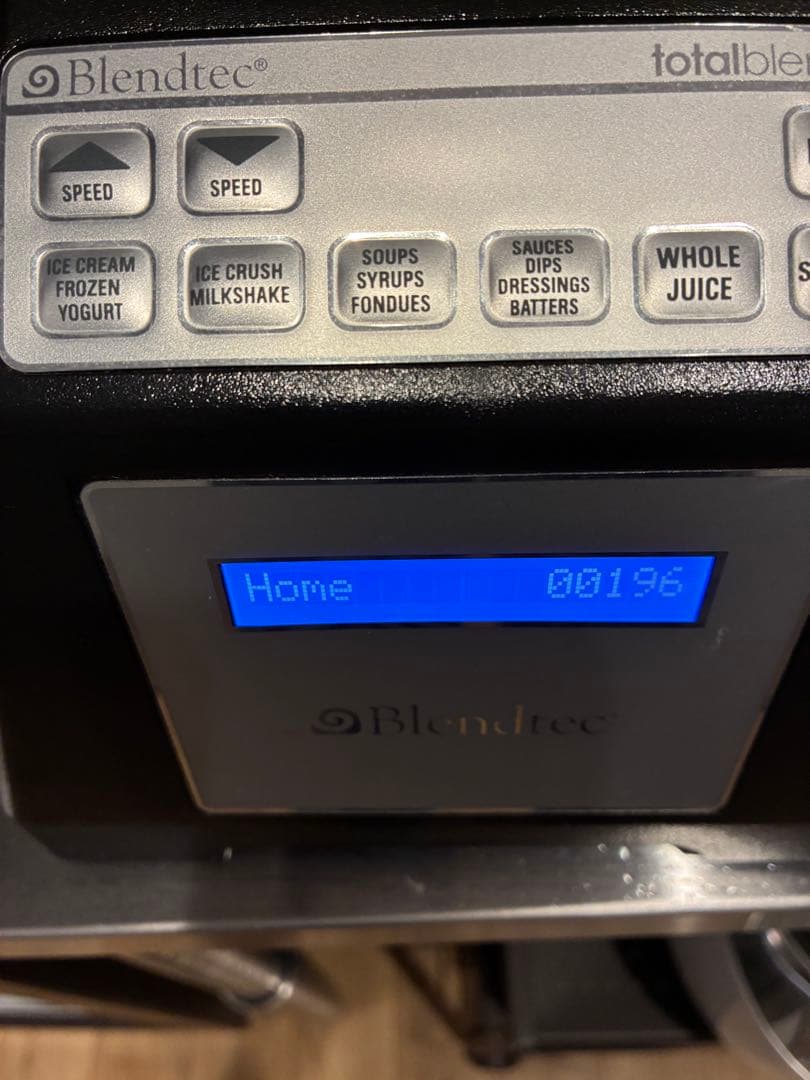 Blendtec®
totalble
SPEED
SPEED
ICE CREAM
FROZEN
YOGURT
ICE CRUSH
MILKSHAKE
SOUPS
SYRUPS
FONDUES
SAUCES
DIPS
DRESSINGS
BATTERS
WHOLE
JUICE
Home 00196
Blendtec